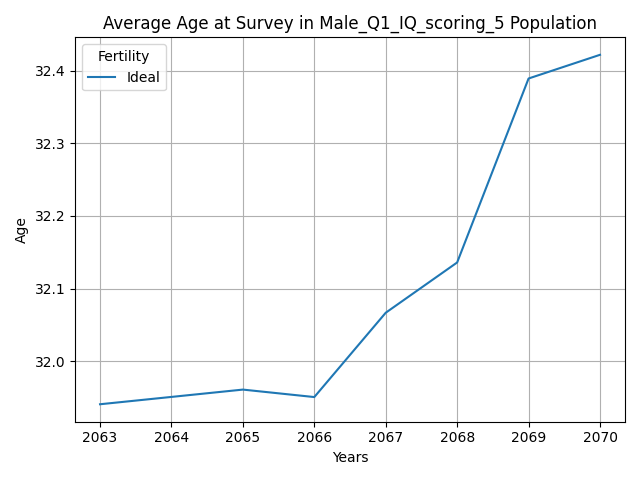 Average Age at Survey in Male_Q1_IQ_scoring_5 Population
Fertility
Ideal
32.4
32.3
32.2
32.1
32.0
Age
2063 2064 2065 2066 2067 2068 2069 2070
Years